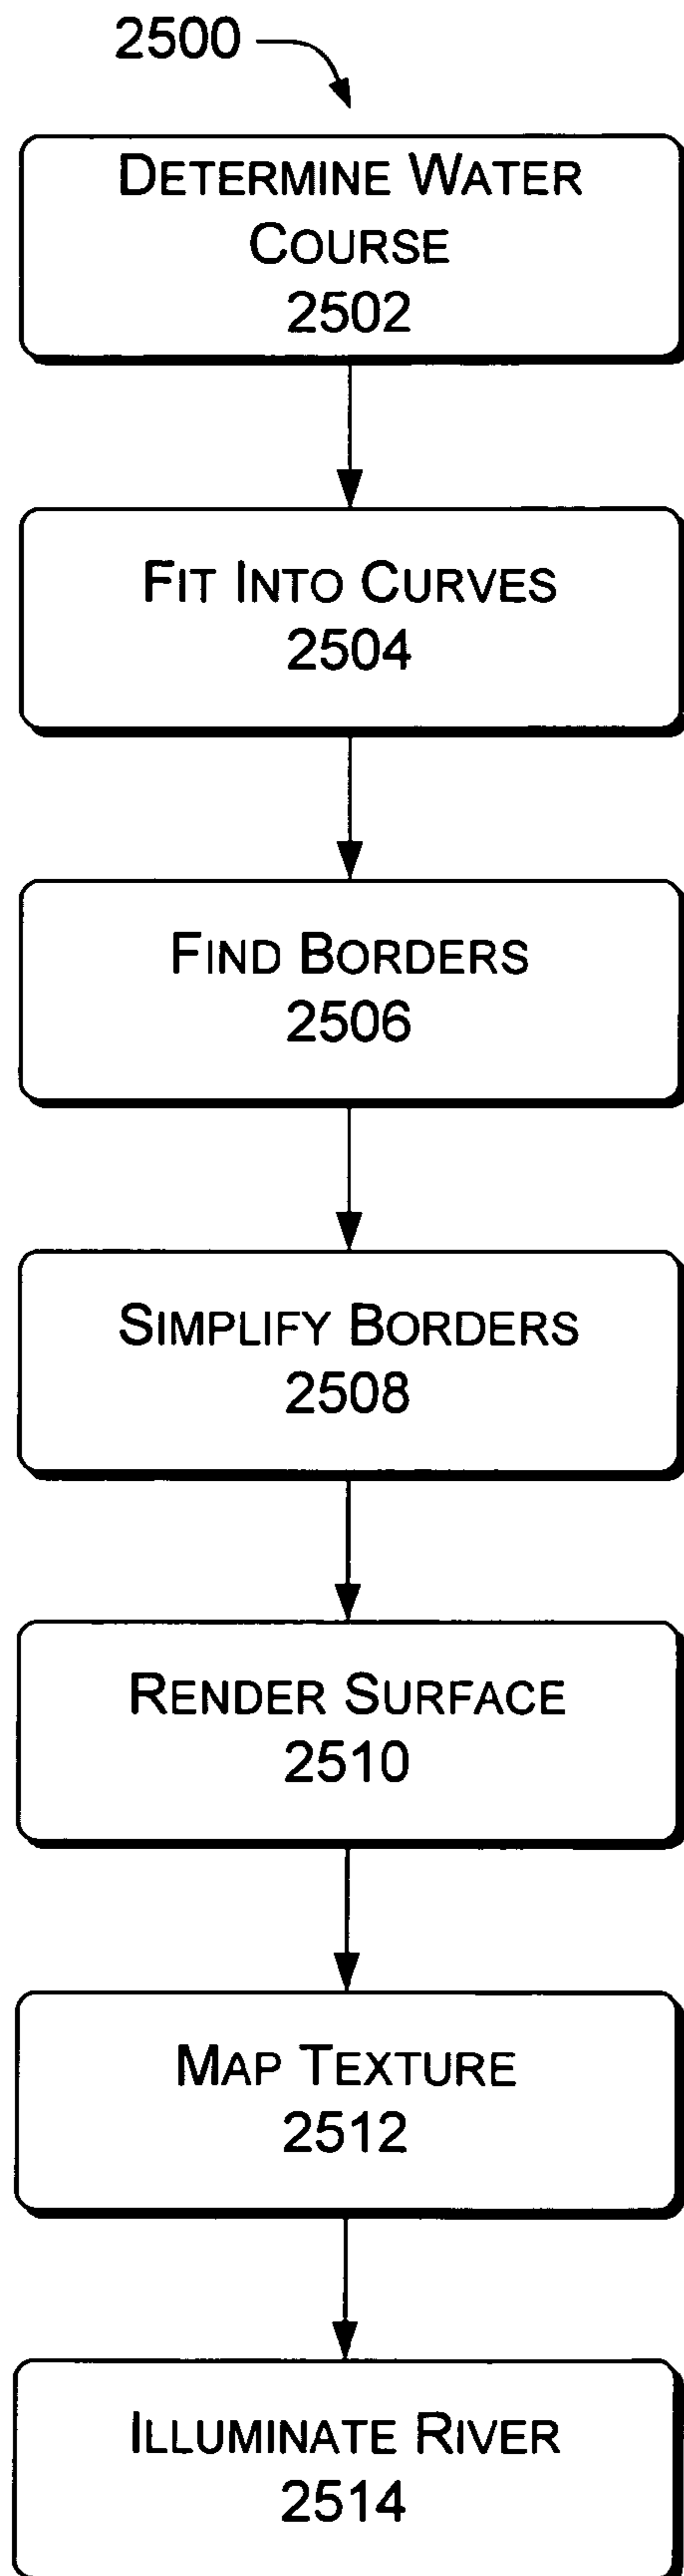 2500
DETERMINE WATER
COURSE
2502
FIT INTO CURVES
2504
FIND BORDERS
2506
SIMPLIFY BORDERS
2508
RENDER SURFACE
2510
MAP TEXTURE
2512
ILLUMINATE RIVER
2514